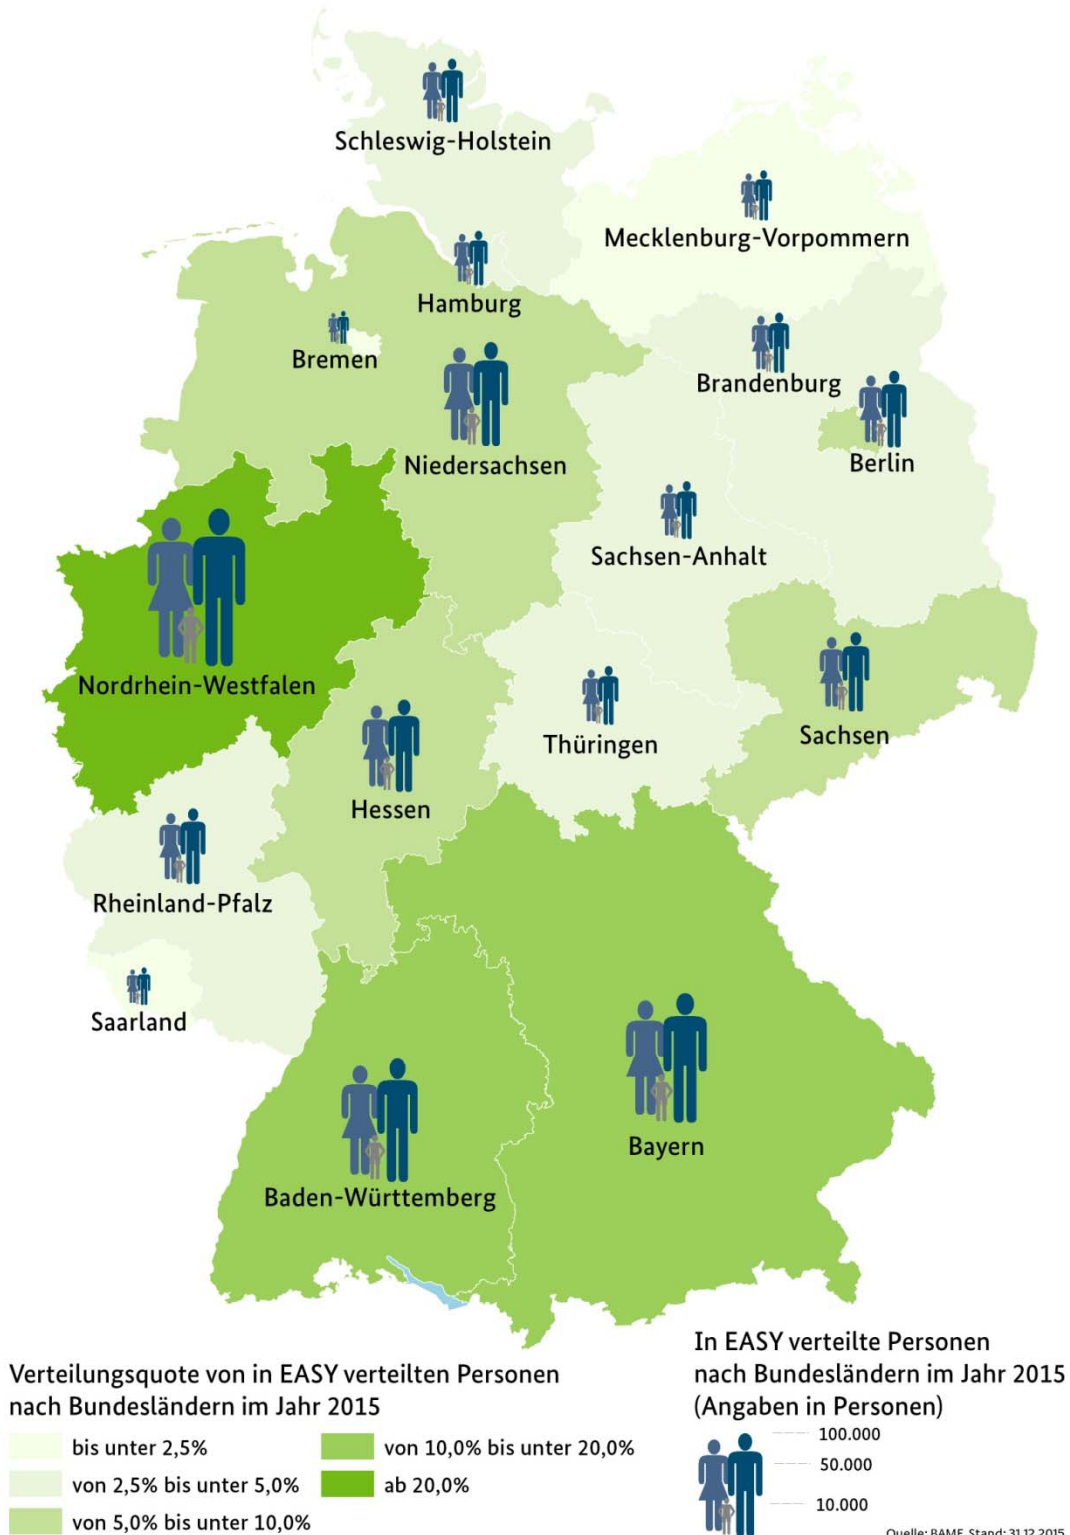 Schleswig-Holstein
Mecklenburg-Vorpommern
Hamburg
Bremen
Brandenburg
Niedersachsen
Berlin
Sachsen-Anhalt
Nordrhein-Westfalen
Sachsen
Thüringen
Hessen
Rheinland-Pfalz
Saarland
Bayern
Baden-Württemberg
Verteilungsquote von in EASY verteilten Personen
nach Bundesländern im Jahr 2015
bis unter 2,5%
von 2,5% bis unter 5,0%
von 5,0% bis unter 10,0%
von 10,0% bis unter 20,0%
ab 20,0%
In EASY verteilte Personen
nach Bundesländern im Jahr 2015
(Angaben in Personen)
100.000
50.000
10.000
Quelle: BAMF, Stand: 31.12.2015